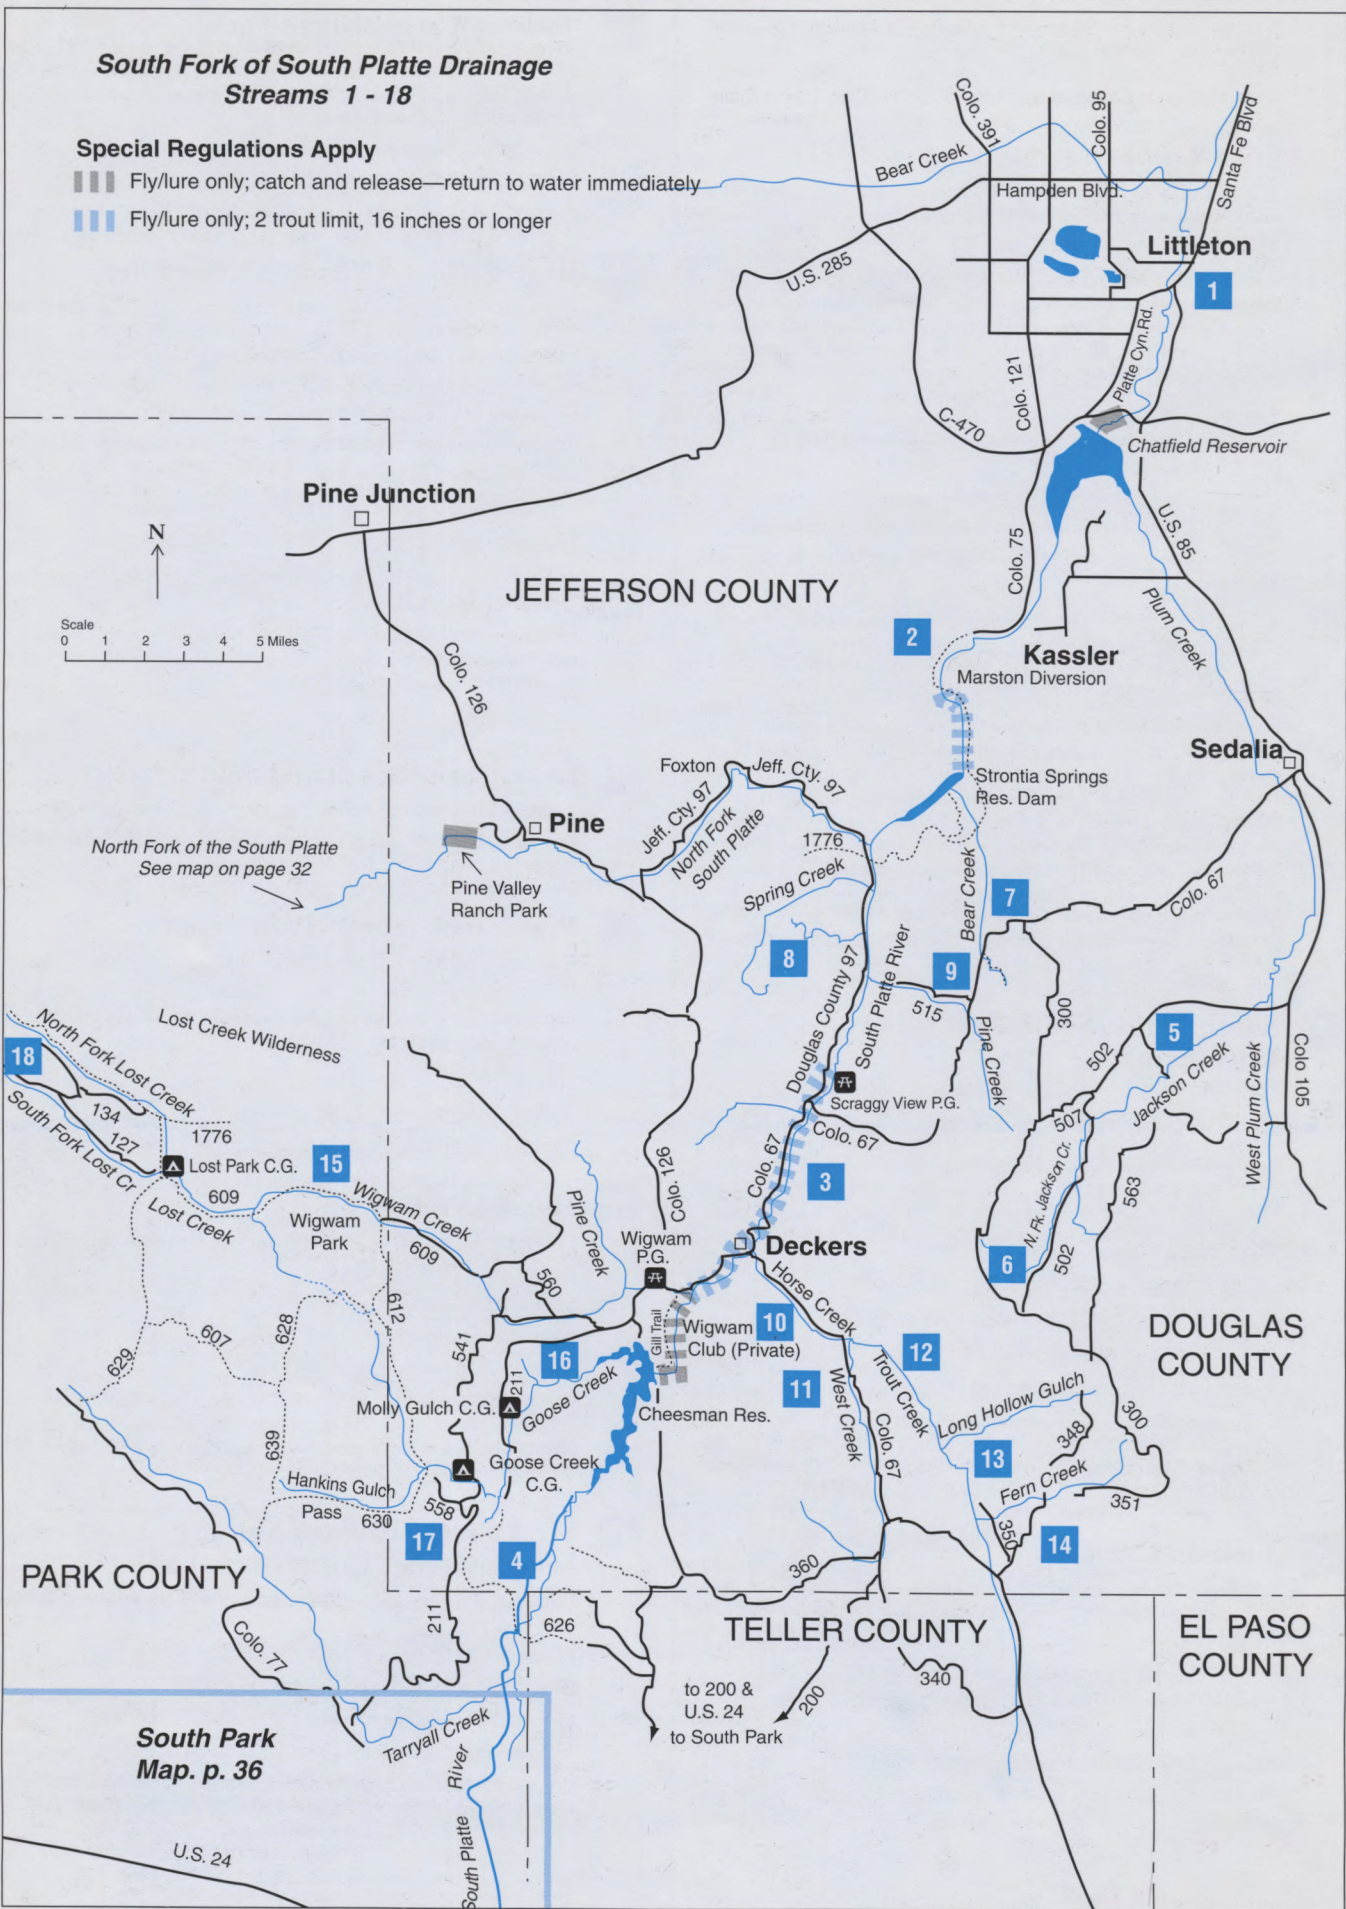 South Fork of South Platte Drainage
Streams 1 - 18
Special Regulations Apply
Fly/lure only; catch and release—return to water immediately
Fly/lure only; 2 trout limit, 16 inches or longer
Colo. 391
Colo. 95
Santa Fe Blvd
Bear Creek
Hampden Blvd.
Littleton
1
U.S. 285
Platte Cyn.Rd.
Colo. 121
C-470
Chatfield Reservoir
Pine Junction
N
U.S. 85
Colo. 75
JEFFERSON COUNTY
Plum Creek
Scale
0 1 2 3 4 5 Miles
2
Kassler
Marston Diversion
Colo. 126
Sedalia
Foxton
Jeff. Cty. 97
Jeff. Cty. 97
Strontia Springs
Res. Dam
North Fork
South Platte
Pine
1776
North Fork of the South Platte
See map on page 32
Pine Valley
Ranch Park
Spring Creek
Bear Creek
7
Colo. 67
8
9
Douglas County 97
South Platte River
515
300
Pine Creek
Lost Creek Wilderness
North Fork Lost Creek
18
134
127
1776
South Fork Lost Cr
Lost Park C.G.
15
609
Lost Creek
Wigwam
Park
Wigwam Creek
609
5
502
Jackson Creek
West Plum Creek
Colo 105
Scraggy View P.G.
Colo. 67
507
Colo. 67
3
563
N.Fk. Jackson Cr.
502
6
Colo. 126
Pine Creek
Wigwam
P.G.
Deckers
560
612
628
607
629
541
Gill Trail
Horse Creek
Wigwam
Club (Private)
10
12
DOUGLAS
COUNTY
16
211
Goose Creek
11
West Creek
Trout Creek
Long Hollow Gulch
Molly Gulch C.G.
Cheesman Res.
Colo. 67
348
300
639
Goose Creek
C.G.
13
Fern Creek
351
Hankins Gulch
Pass
630
558
17
4
360
350
14
PARK COUNTY
211
626
TELLER COUNTY
EL PASO
COUNTY
Colo. 77
to 200 &
U.S. 24
to South Park
200
340
South Park
Map. p. 36
Tarryall Creek
South Platte River
U.S. 24